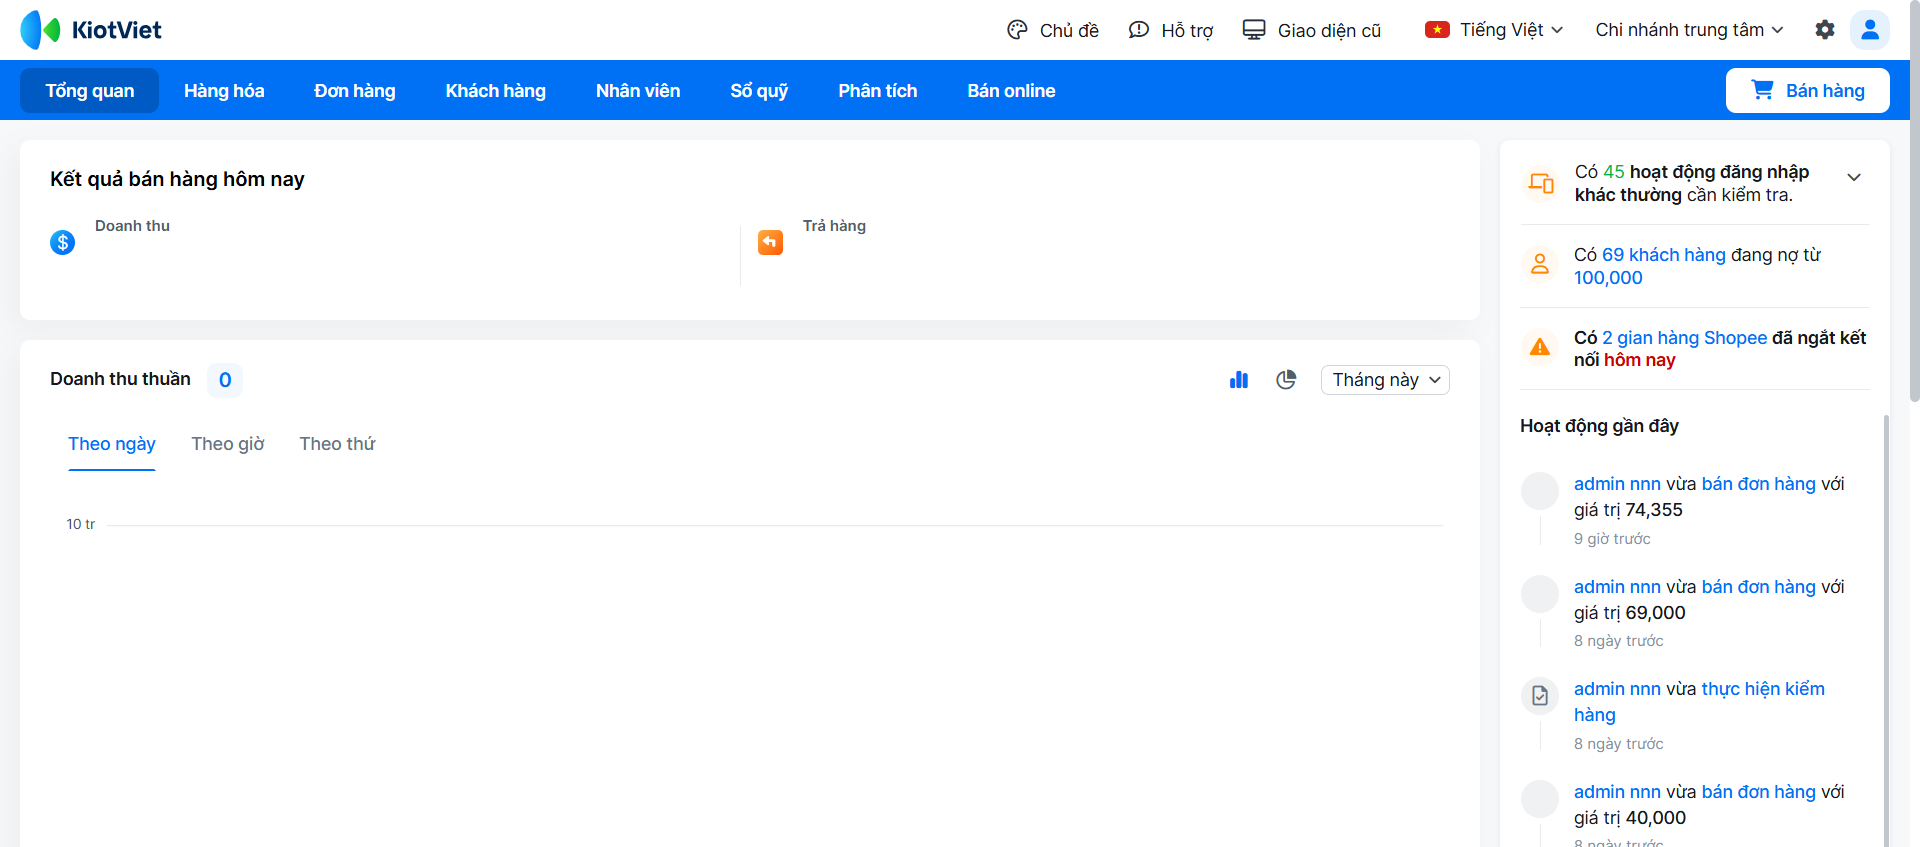 KiotViet
Chủ đề
Hỗ trợ
Giao diện cũ
Tiếng Việt
Chi nhánh trung tâm
Tổng quan
Hàng hóa
Đơn hàng
Khách hàng
Nhân viên
Sổ quỹ
Phân tích
Bán online
Bán hàng
Kết quả bán hàng hôm nay
Doanh thu
Trả hàng
Doanh thu thuần 0
Tháng này
Theo ngày
Theo giờ
Theo thứ
10 tr
Có 45 hoạt động đăng nhập
khác thường cần kiểm tra.
Có 69 khách hàng đang nợ từ
100,000
Có 2 gian hàng Shopee đã ngắt kết
nối hôm nay
Hoạt động gần đây
admin nnn vừa bán đơn hàng với
giá trị 74,355
9 giờ trước
admin nnn vừa bán đơn hàng với
giá trị 69,000
8 ngày trước
admin nnn vừa thực hiện kiểm
hàng
8 ngày trước
admin nnn vừa bán đơn hàng với
giá trị 40,000
8 ngày trước